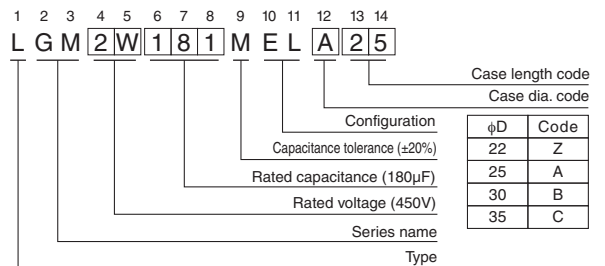 1 2 3 4 5 6 7 8 9 10 11 12 13 14
L G M 2 W 1 8 1 M E L A 2 5
Case length code
Case dia. code
Configuration
Capacitance tolerance (±20%)
Rated capacitance (180µF)
Rated voltage (450V)
Series name
Type
ϕD Code
22 Z
25 A
30 B
35 C